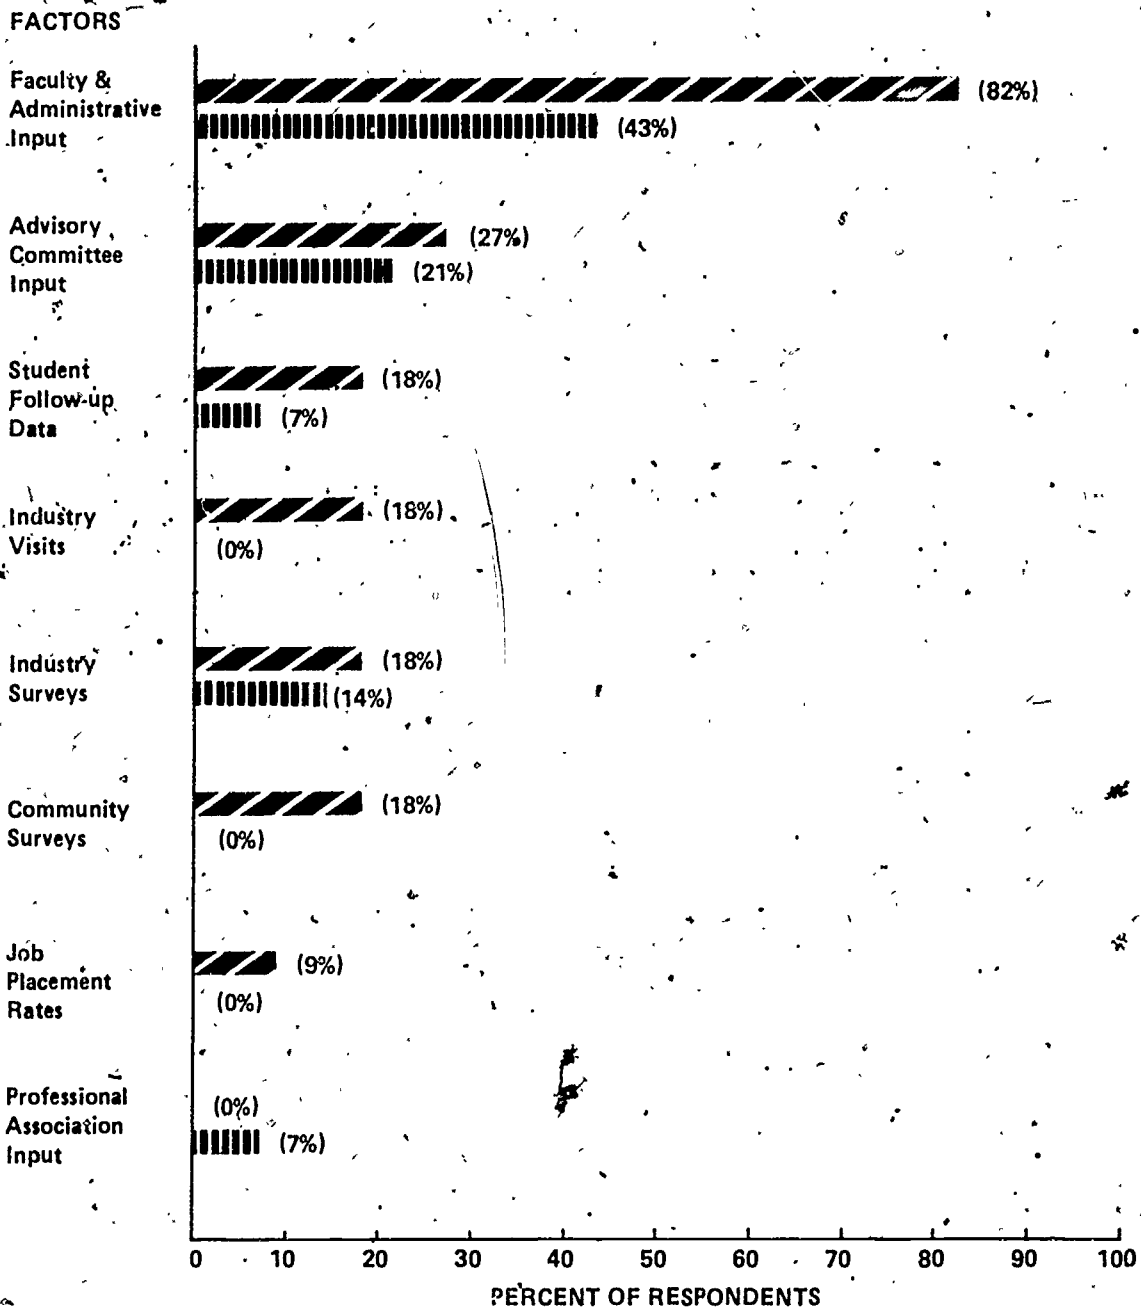 FACTORS
Faculty &
Administrative
Input
(82%)
(43%)
Advisory
Committee
Input
(27%)
(21%)
Student
Follow-up
Data
(18%)
(7%)
Industry
Visits
(18%)
(0%)
Industry
Surveys
(18%)
(14%)
Community
Surveys
(18%)
(0%)
Job
Placement
Rates
(9%)
(0%)
Professional
Association
Input
(0%)
(7%)
0 10 20 30 40 50 60 70 80 90 100
PERCENT OF RESPONDENTS